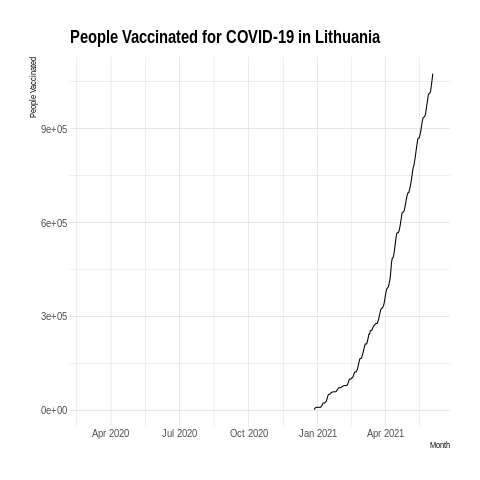 People Vaccinated for COVID-19 in Lithuania
People Vaccinated
9e+05
6e+05
3e+05
0e+00
Apr 2020 Jul 2020 Oct 2020 Jan 2021 Apr 2021
Month